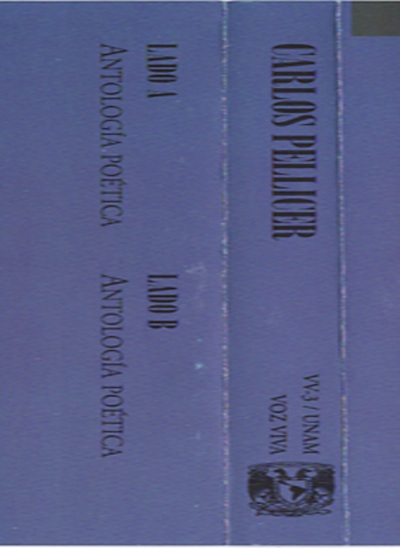 CARLOS PELLICER
VV-3 / UNAM
VOZ VIVA
LADO A
ANTOLOGÍA POÉTICA
LADO B
ANTOLOGÍA POÉTICA